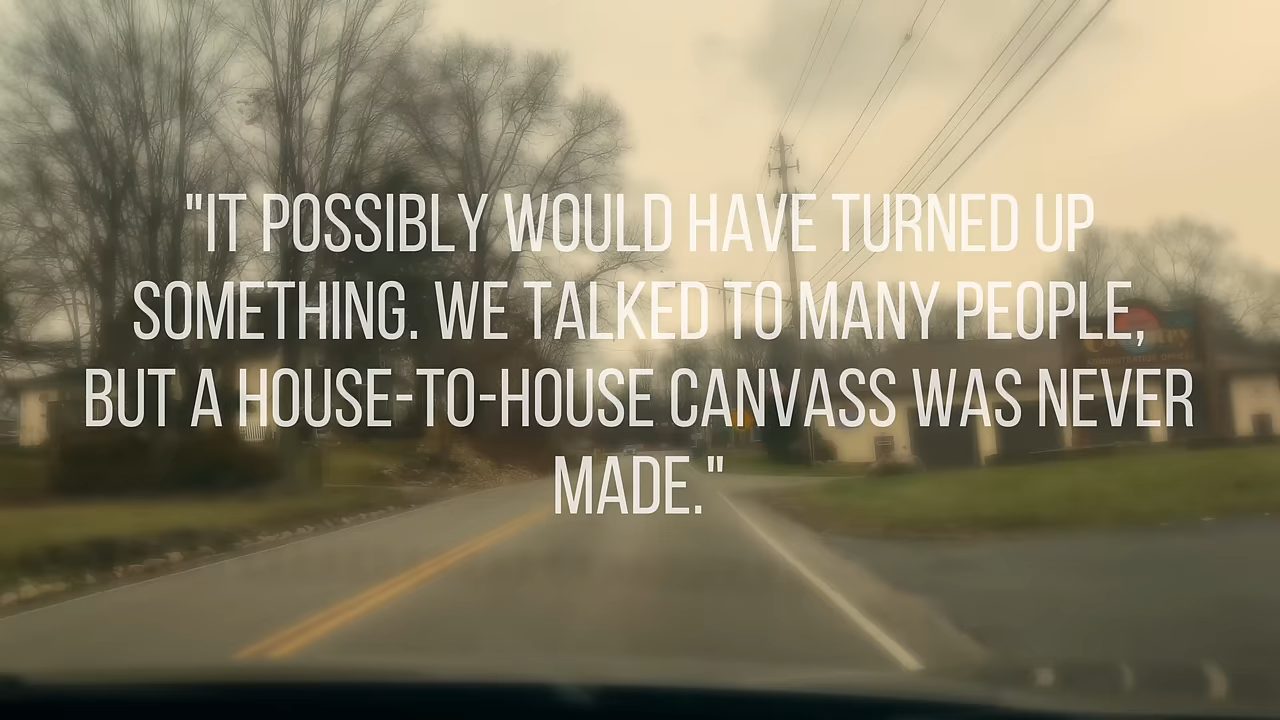 "IT POSSIBLY WOULD HAVE TURNED UP
SOMETHING. WE TALKED TO MANY PEOPLE,
BUT A HOUSE-TO-HOUSE CANVASS WAS NEVER
MADE."